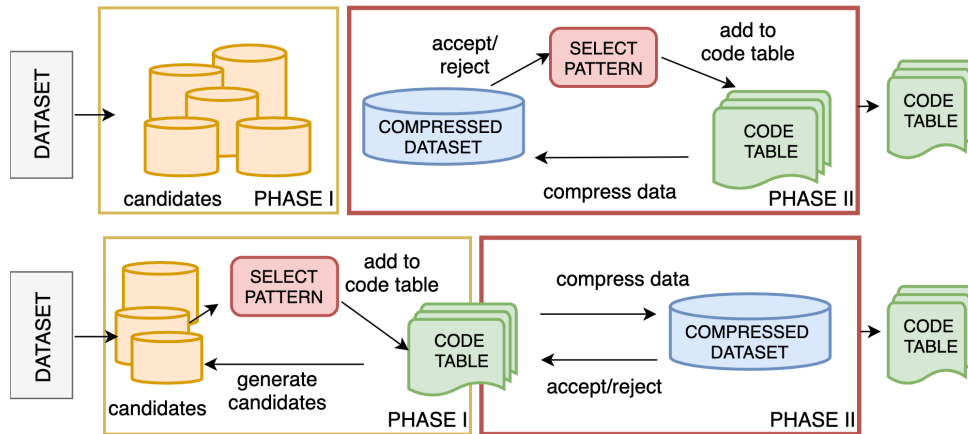 DATASET
candidates
PHASE I
accept/
reject
SELECT
PATTERN
add to
code table
COMPRESSED
DATASET
CODE
TABLE
compress data
PHASE II
CODE
TABLE
DATASET
candidates
SELECT
PATTERN
add to
code table
generate
candidates
CODE
TABLE
PHASE I
compress data
COMPRESSED
DATASET
accept/reject
PHASE II
CODE
TABLE